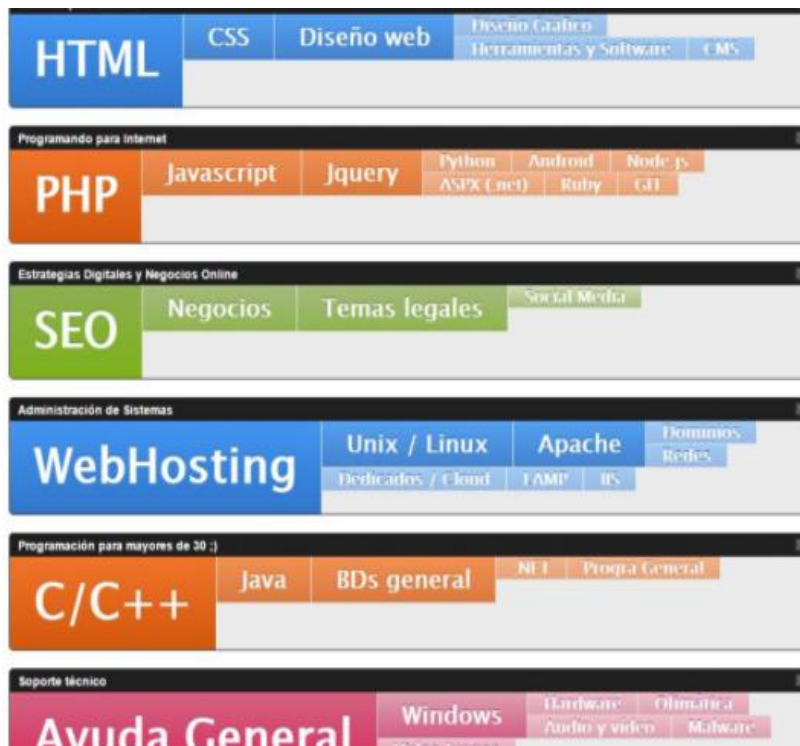 HTML
CSS
Diseño web
Diseño Grafico
Herramientas y Software
CMS
Programando para Internet
PHP
Javascript
Jquery
Python
Android
Node.js
ASPX (.net)
Ruby
GIT
Estrategias Digitales y Negocios Online
SEO
Negocios
Temas legales
Social Media
Administración de Sistemas
WebHosting
Unix / Linux
Apache
Dominios
Redes
Dedicados / Cloud
LAMP
IIS
Programación para mayores de 30 ;)
C/C++
Java
BDs general
.NET
Progra General
Soporte técnico
Ayuda General
Windows
Hardware
Ofimatica
Audio y video
Malware